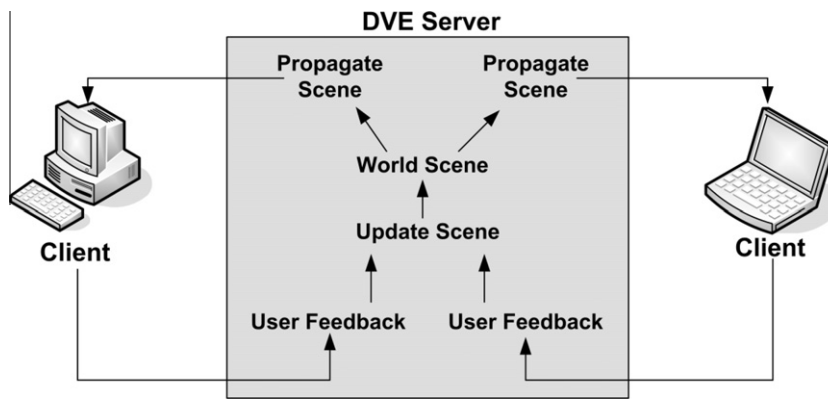 DVE Server
Propagate
Scene
Propagate
Scene
World Scene
Update Scene
Client
Client
User Feedback
User Feedback